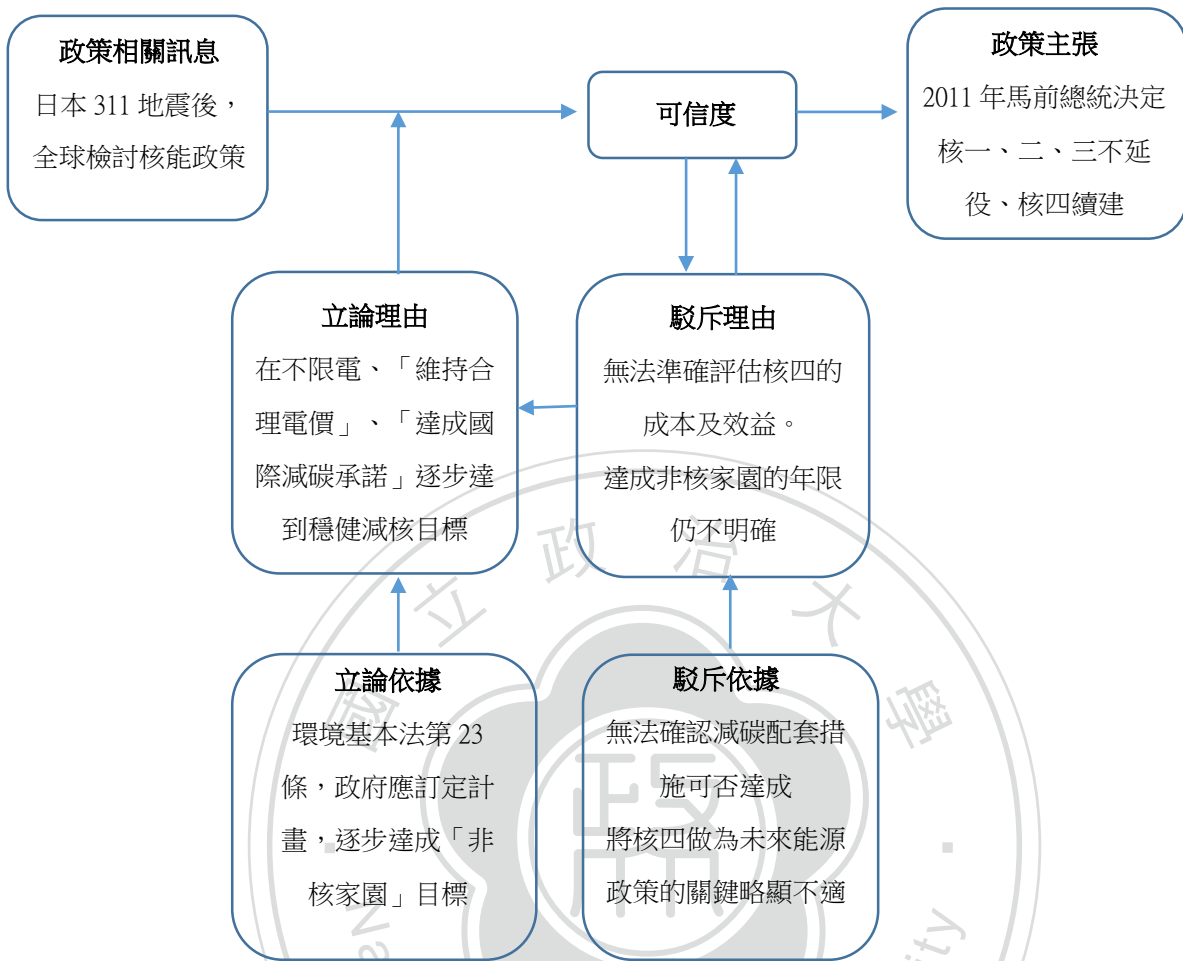 政策相關訊息
日本 311 地震後，
全球檢討核能政策
可信度
政策主張
2011 年馬前總統決定
核一、二、三不延
役、核四續建
立論理由
在不限電、「維持合
理電價」、「達成國
際減碳承諾」逐步達
到穩健減核目標
駁斥理由
無法準確評估核四的
成本及效益。
達成非核家園的年限
仍不明確
立論依據
環境基本法第 23
條，政府應訂定計
畫，逐步達成「非
核家園」目標
駁斥依據
無法確認減碳配套措
施可否達成
將核四做為未來能源
政策的關鍵略顯不適
國立政治大學
政
Na
ity